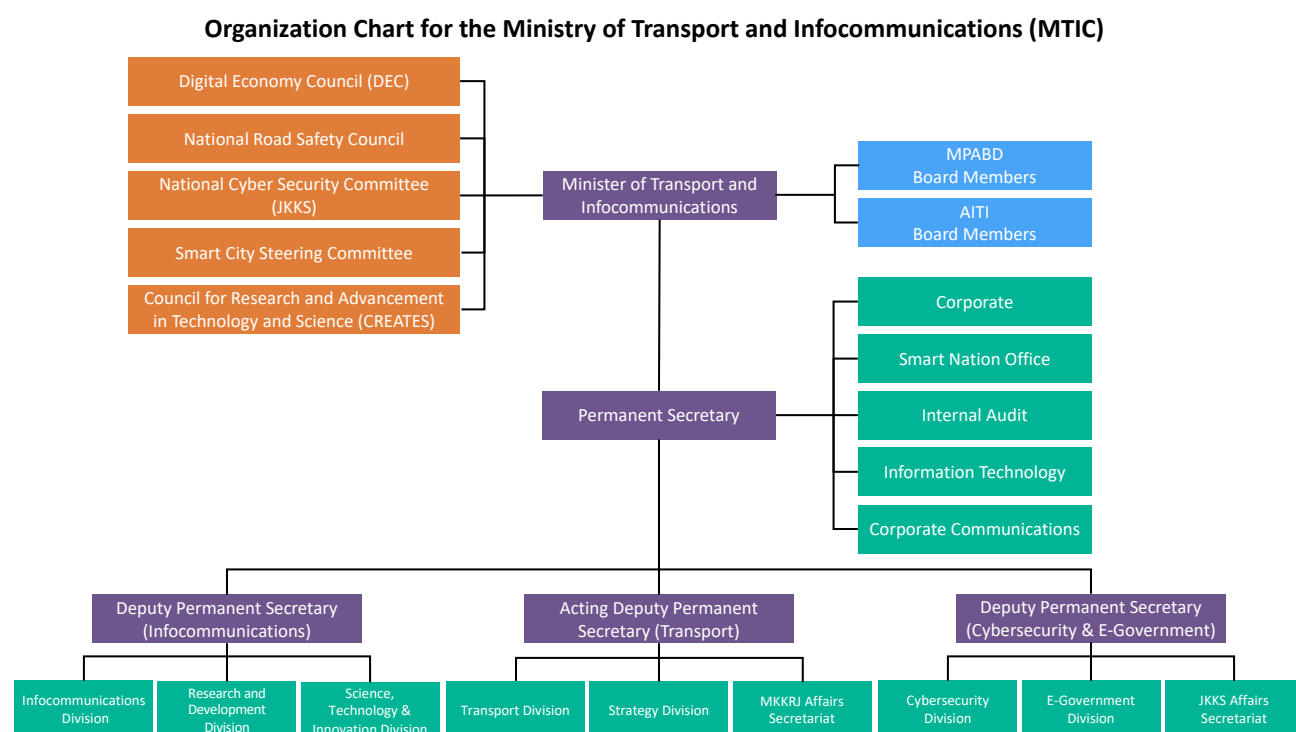 Organization Chart for the Ministry of Transport and Infocommunications (MTIC)
Digital Economy Council (DEC)
National Road Safety Council
National Cyber Security Committee
(JKKS)
Smart City Steering Committee
Council for Research and Advancement
in Technology and Science (CREATES)
Minister of Transport and
Infocommunications
MPABD
Board Members
AITI
Board Members
Corporate
Smart Nation Office
Internal Audit
Information Technology
Corporate Communications
Permanent Secretary
Deputy Permanent Secretary
(Infocommunications)
Acting Deputy Permanent
Secretary (Transport)
Deputy Permanent Secretary
(Cybersecurity & E-Government)
Infocommunications
Division
Research and
Development
Division
Science,
Technology &
Innovation Division
Transport Division
Strategy Division
MKKRJ Affairs
Secretariat
Cybersecurity
Division
E-Government
Division
JKKS Affairs
Secretariat